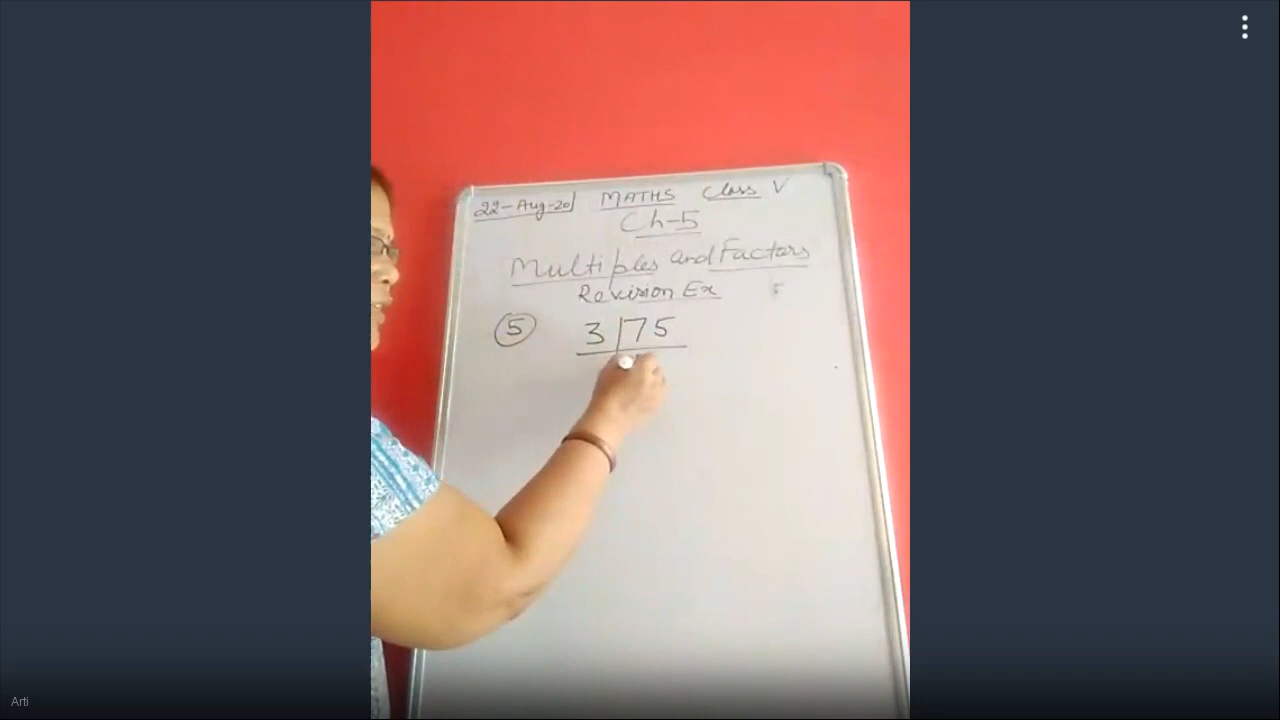 22-Aug-20 MATHS Class V
Ch-5
Multiples and Factors
Revision Ex
5 3 75
Arti